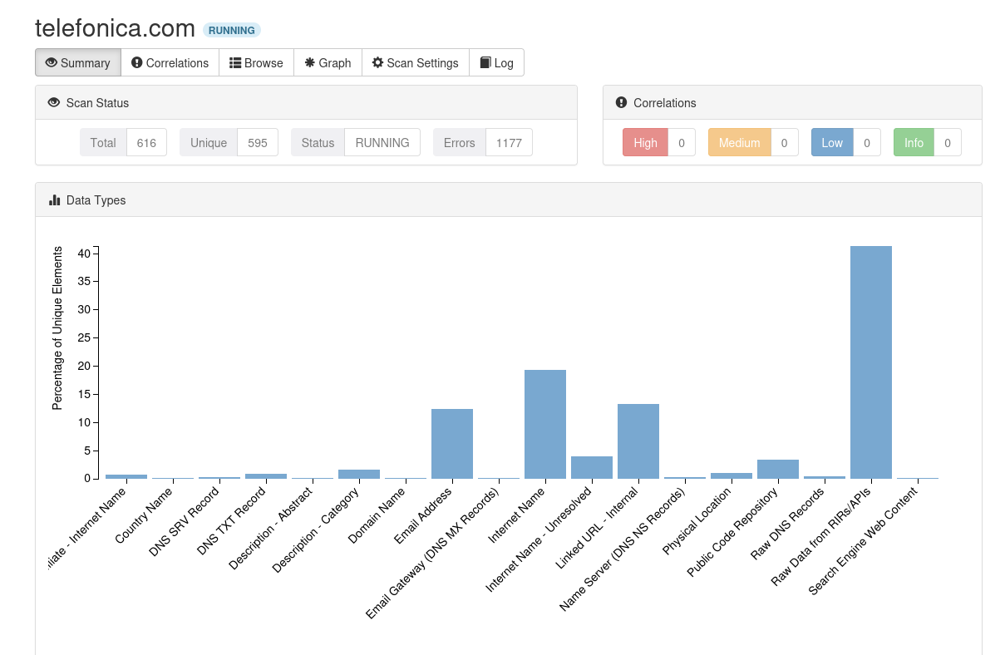 telefonica.com RUNNING
Summary Correlations Browse Graph Scan Settings Log
Scan Status
Total 616 Unique 595 Status RUNNING Errors 1177
Correlations
High 0 Medium 0 Low 0 Info 0
Data Types
Percentage of Unique Elements
40
35
30
25
20
15
10
5
0
iliate - Internet Name
Country Name
DNS SRV Record
DNS TXT Record
Description - Abstract
Description - Category
Domain Name
Email Address
Email Gateway (DNS MX Records)
Internet Name
Internet Name - Unresolved
Linked URL - Internal
Name Server (DNS NS Records)
Physical Location
Public Code Repository
Raw DNS Records
Raw Data from RIRs/APIs
Search Engine Web Content